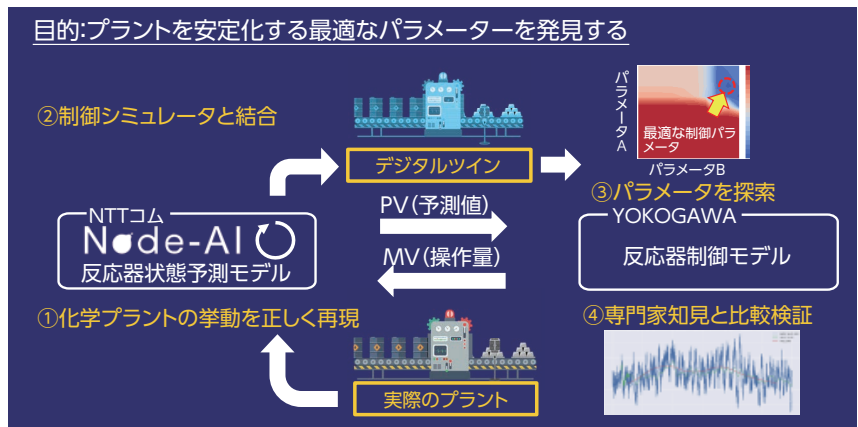 目的:プラントを安定化する最適なパラメーターを発見する
②制御シミュレータと結合
デジタルツイン
パラメータA
最適な制御パラ
メータ
パラメータB
③パラメータを探索
NTTコム
Node-AI
反応器状態予測モデル
PV(予測値)
MV(操作量)
YOKOGAWA
反応器制御モデル
①化学プラントの挙動を正しく再現
④専門家知見と比較検証
実際のプラント